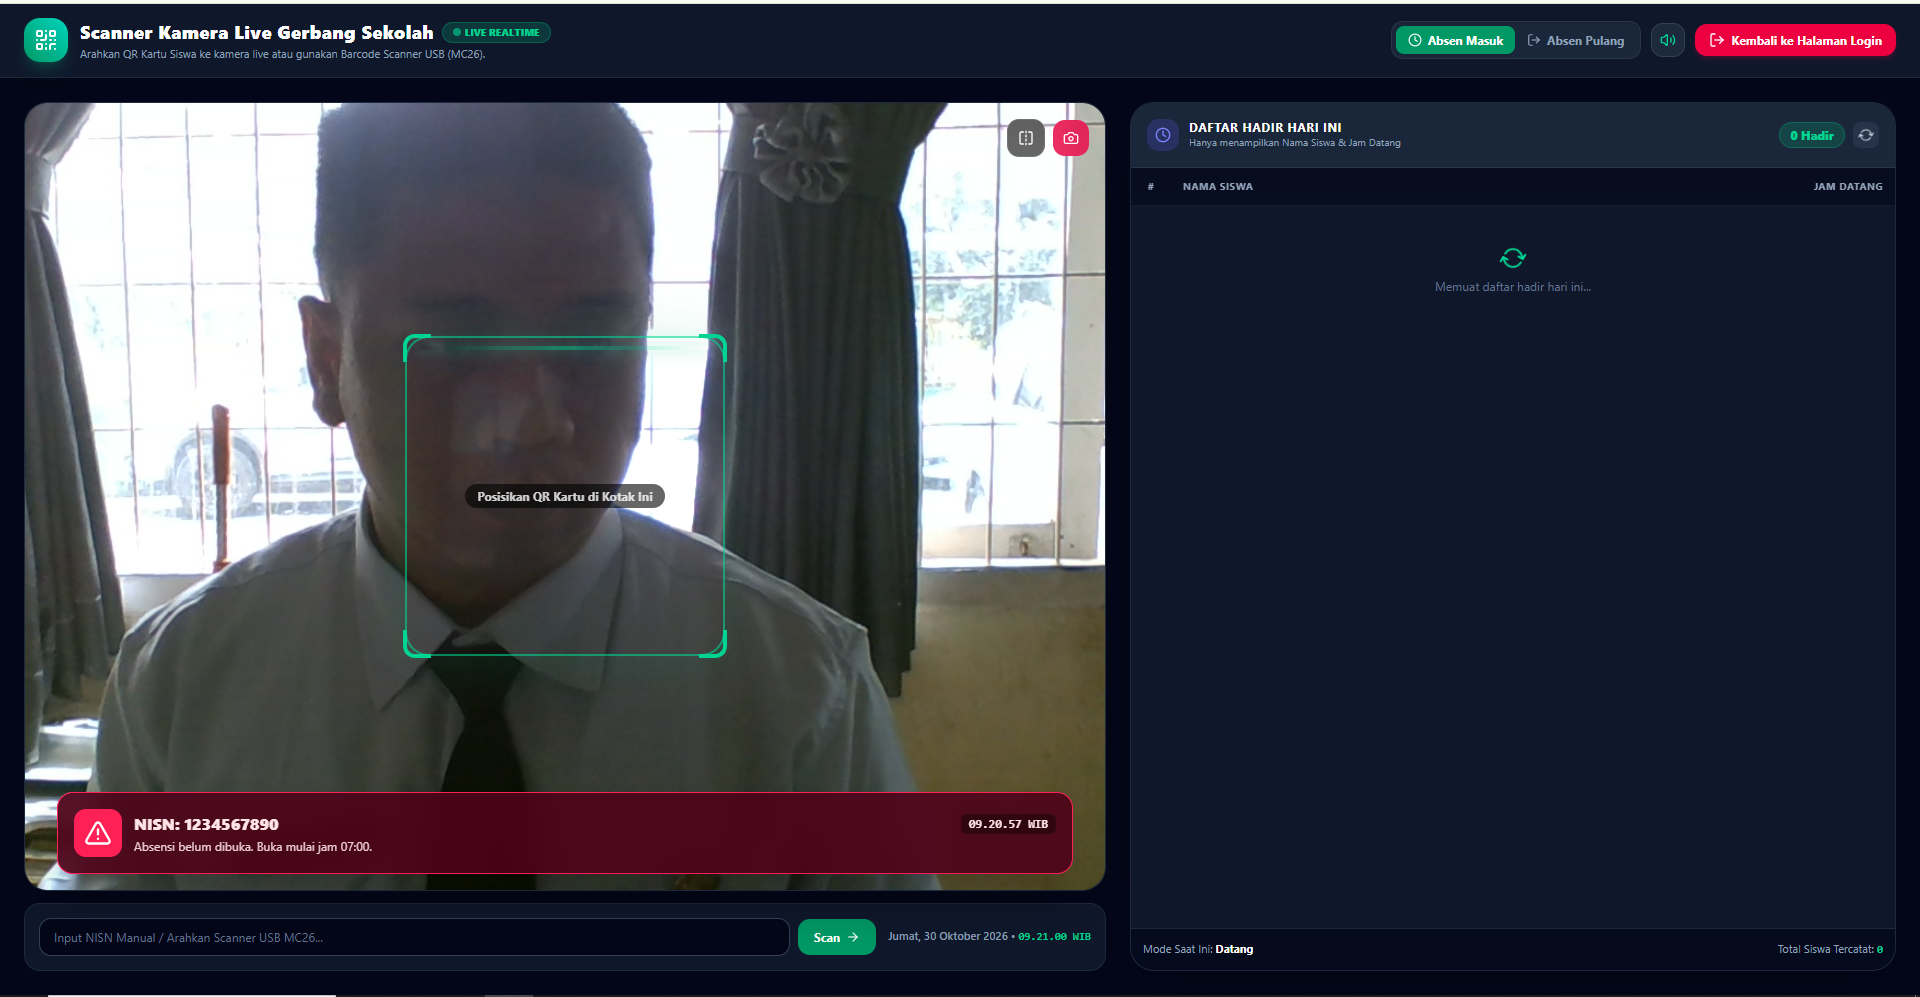 Scanner Kamera Live Gerbang Sekolah
LIVE REALTIME
Arahkan QR Kartu Siswa ke kamera live atau gunakan Barcode Scanner USB (MC26).
Absen Masuk
Absen Pulang
Kembali ke Halaman Login
Posisikan QR Kartu di Kotak Ini
NISN: 1234567890
09.20.57 WIB
Absensi belum dibuka. Buka mulai jam 07:00.
Input NISN Manual / Arahkan Scanner USB MC26...
Scan
Jumat, 30 Oktober 2026 • 09.21.00 WIB
DAFTAR HADIR HARI INI
Hanya menampilkan Nama Siswa & Jam Datang
0 Hadir
# NAMA SISWA JAM DATANG
Memuat daftar hadir hari ini...
Mode Saat Ini: Datang
Total Siswa Tercatat: 0